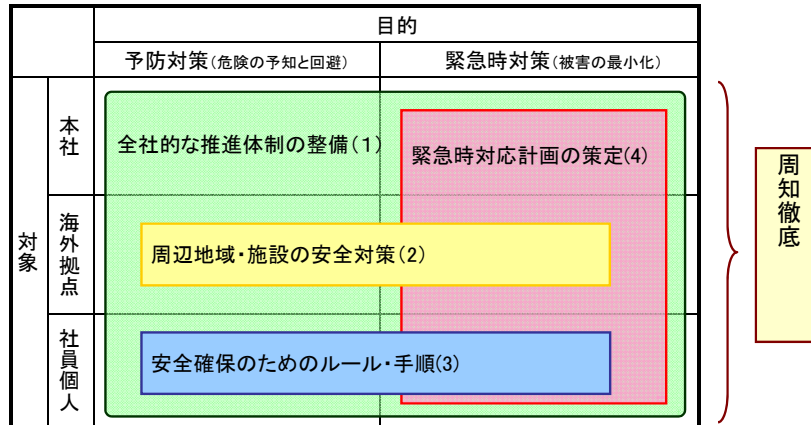 目的
予防対策(危険の予知と回避)
緊急時対策(被害の最小化)
対象
本社
全社的な推進体制の整備(1)
緊急時対応計画の策定(4)
海外拠点
周辺地域・施設の安全対策(2)
社員個人
安全確保のためのルール・手順(3)
周知徹底